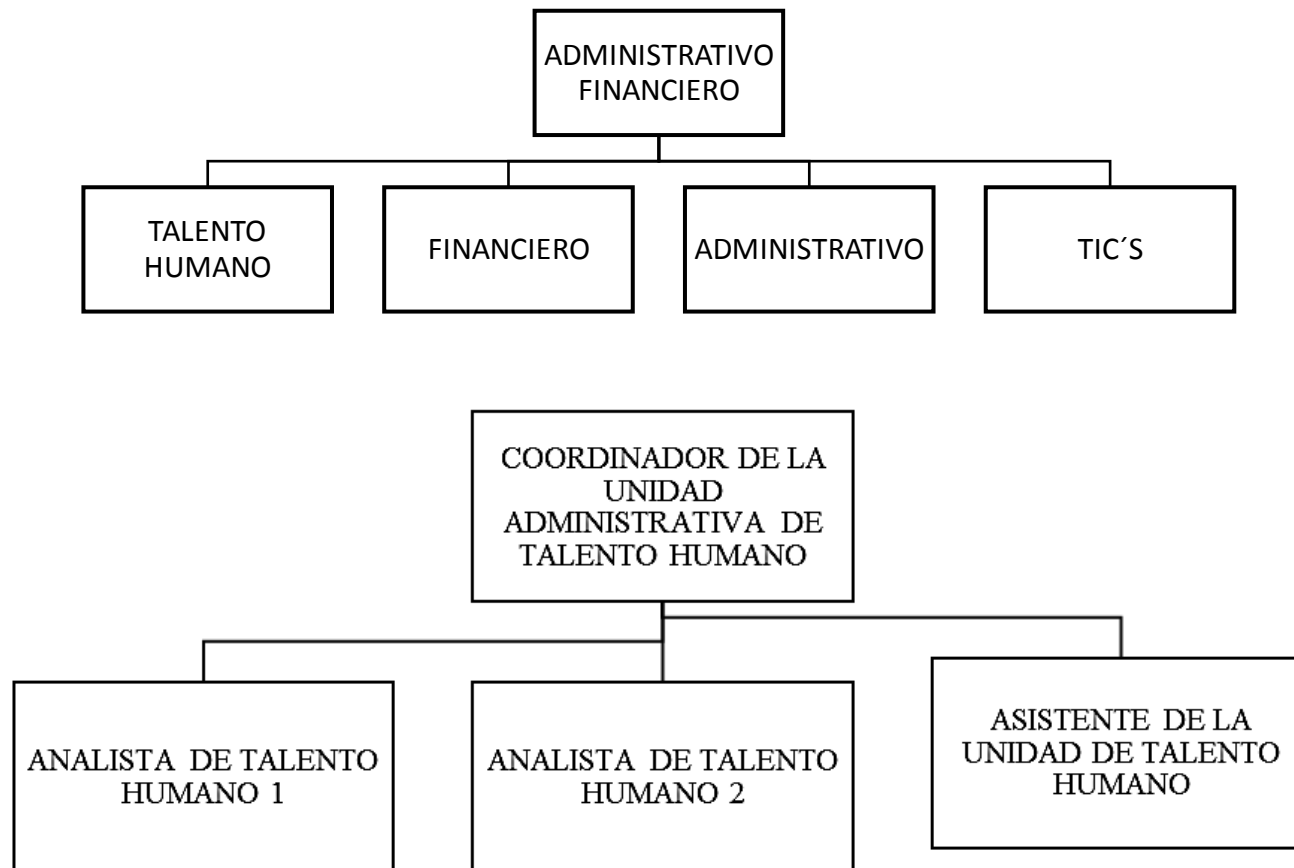 ADMINISTRATIVO
FINANCIERO
TALENTO
HUMANO
FINANCIERO
ADMINISTRATIVO
TIC´S
COORDINADOR DE LA
UNIDAD
ADMINISTRATIVA DE
TALENTO HUMANO
ANALISTA DE TALENTO
HUMANO 1
ANALISTA DE TALENTO
HUMANO 2
ASISTENTE DE LA
UNIDAD DE TALENTO
HUMANO